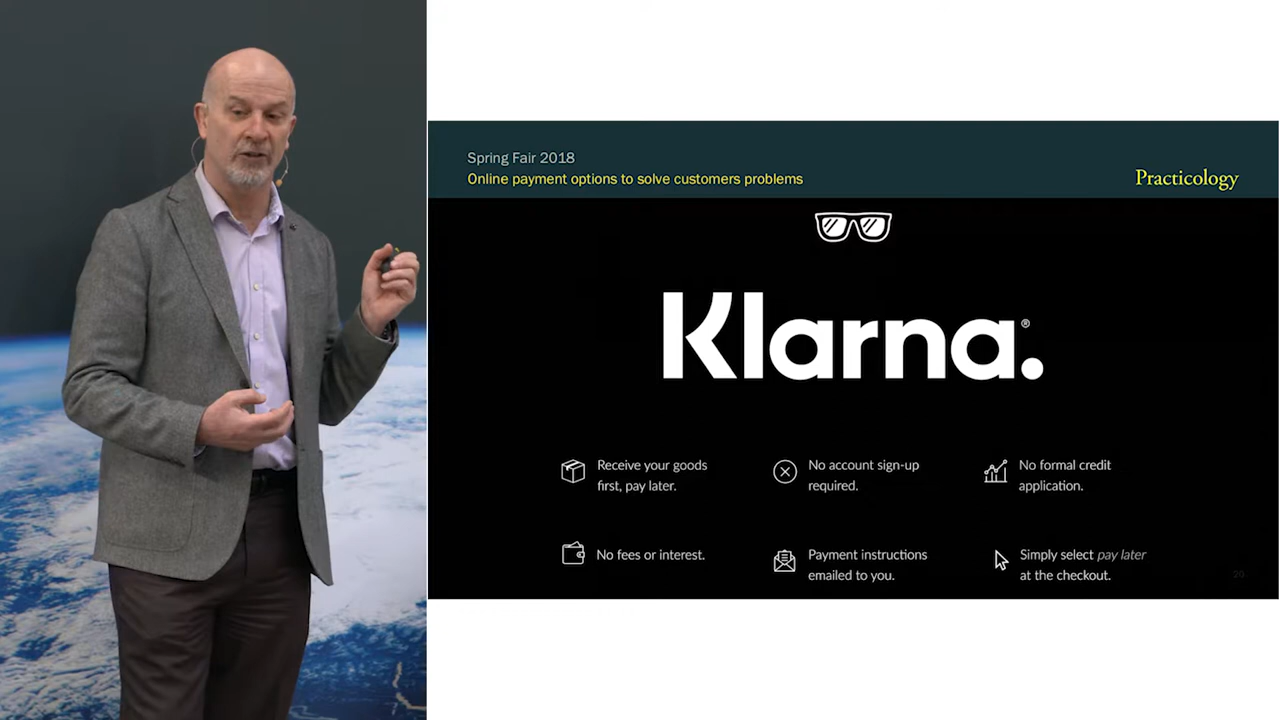 Spring Fair 2018
Online payment options to solve customers problems
Practicology
Klarna.®
Receive your goods
first, pay later.
No account sign-up
required.
No formal credit
application.
No fees or interest.
Payment instructions
emailed to you.
Simply select pay later
at the checkout.
20